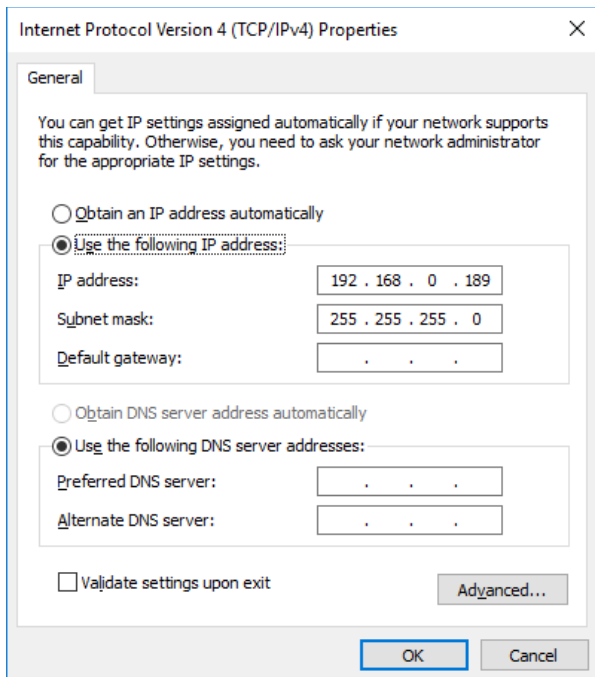 Internet Protocol Version 4 (TCP/IPv4) Properties
General
You can get IP settings assigned automatically if your network supports
this capability. Otherwise, you need to ask your network administrator
for the appropriate IP settings.
Obtain an IP address automatically
Use the following IP address:
IP address: 192 . 168 . 0 . 189
Subnet mask: 255 . 255 . 255 . 0
Default gateway: . . .
Obtain DNS server address automatically
Use the following DNS server addresses:
Preferred DNS server: . . .
Alternate DNS server: . . .
Validate settings upon exit
Advanced...
OK Cancel